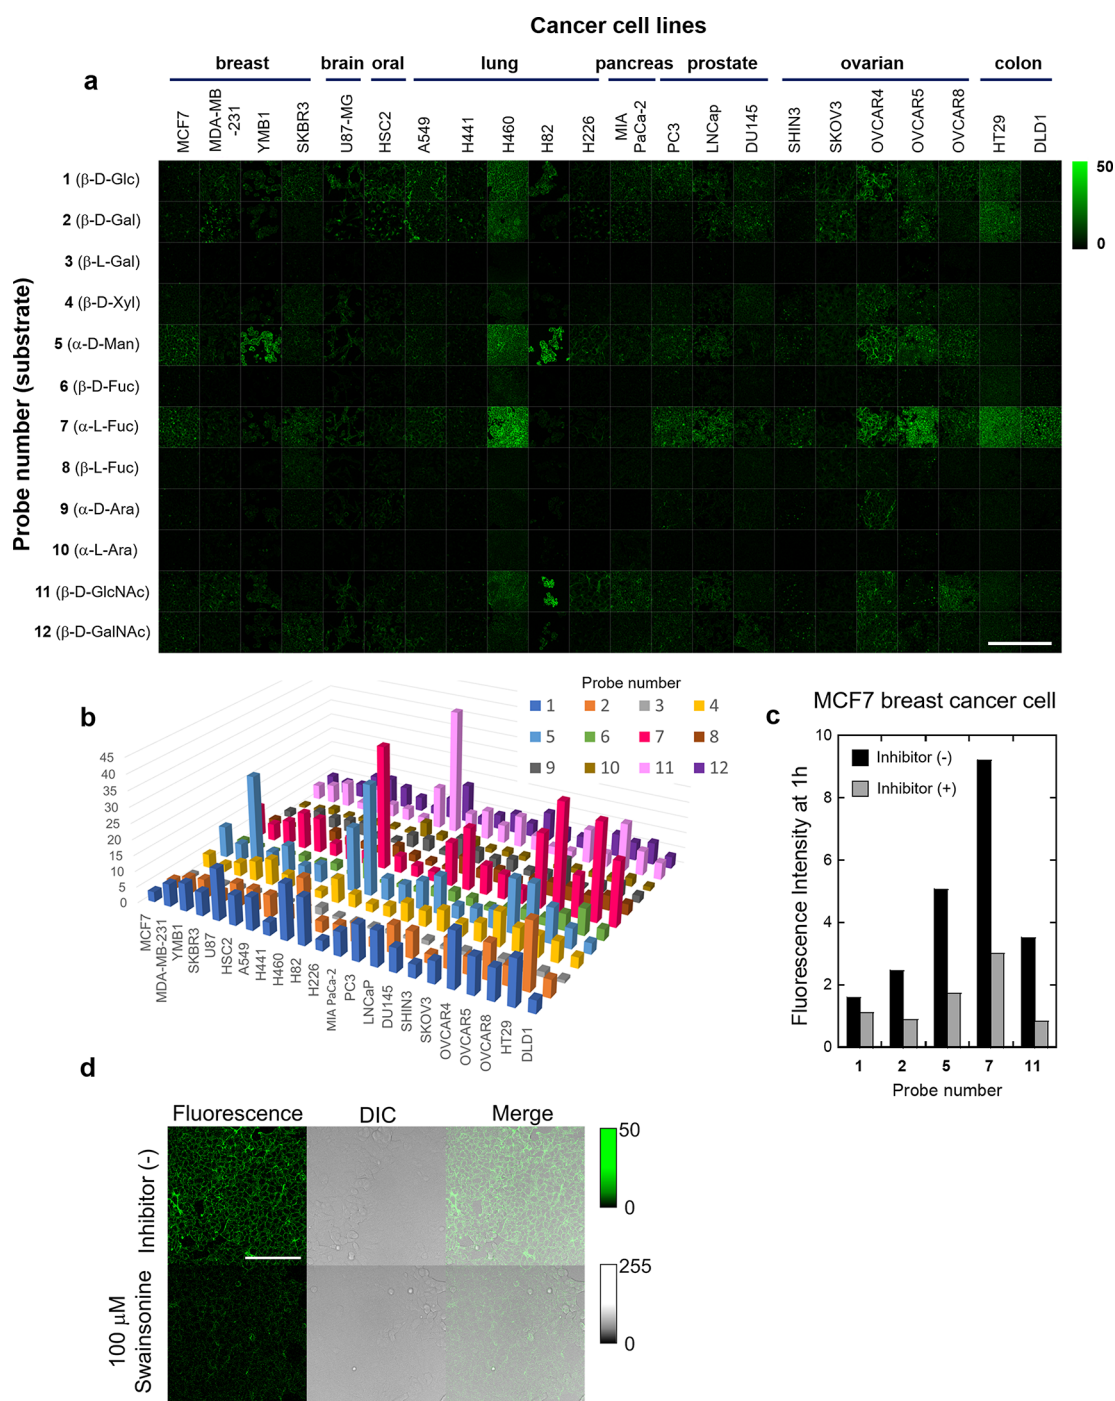 Cancer cell lines
a
breast brain oral lung pancreas prostate ovarian colon
MCF7
MDA-MB
-231
YMB1
SKBR3
U87-MG
HSC2
A549
H441
H460
H82
H226
MIA
PaCa-2
PC3
LNCap
DU145
SHIN3
SKOV3
OVCAR4
OVCAR5
OVCAR8
HT29
DLD1
Probe number (substrate)
1 (β-D-Glc)
2 (β-D-Gal)
3 (β-L-Gal)
4 (β-D-Xyl)
5 (α-D-Man)
6 (β-D-Fuc)
7 (α-L-Fuc)
8 (β-L-Fuc)
9 (α-D-Ara)
10 (α-L-Ara)
11 (β-D-GlcNAc)
12 (β-D-GalNAc)
50
0
b
Probe number
1 2 3 4
5 6 7 8
9 10 11 12
45
40
35
30
25
20
15
10
5
0
MCF7
MDA-MB-231
YMB1
SKBR3
U87
HSC2
A549
H441
H460
H82
H226
MIA PaCa-2
PC3
LNCaP
DU145
SHIN3
SKOV3
OVCAR4
OVCAR5
OVCAR8
HT29
DLD1
c
MCF7 breast cancer cell
Fluorescence Intensity at 1h
10
8
6
4
2
0
Inhibitor (-)
Inhibitor (+)
1 2 5 7 11
Probe number
d
Fluorescence DIC Merge
Inhibitor (-)
100 μM
Swainsonine
50
0
255
0